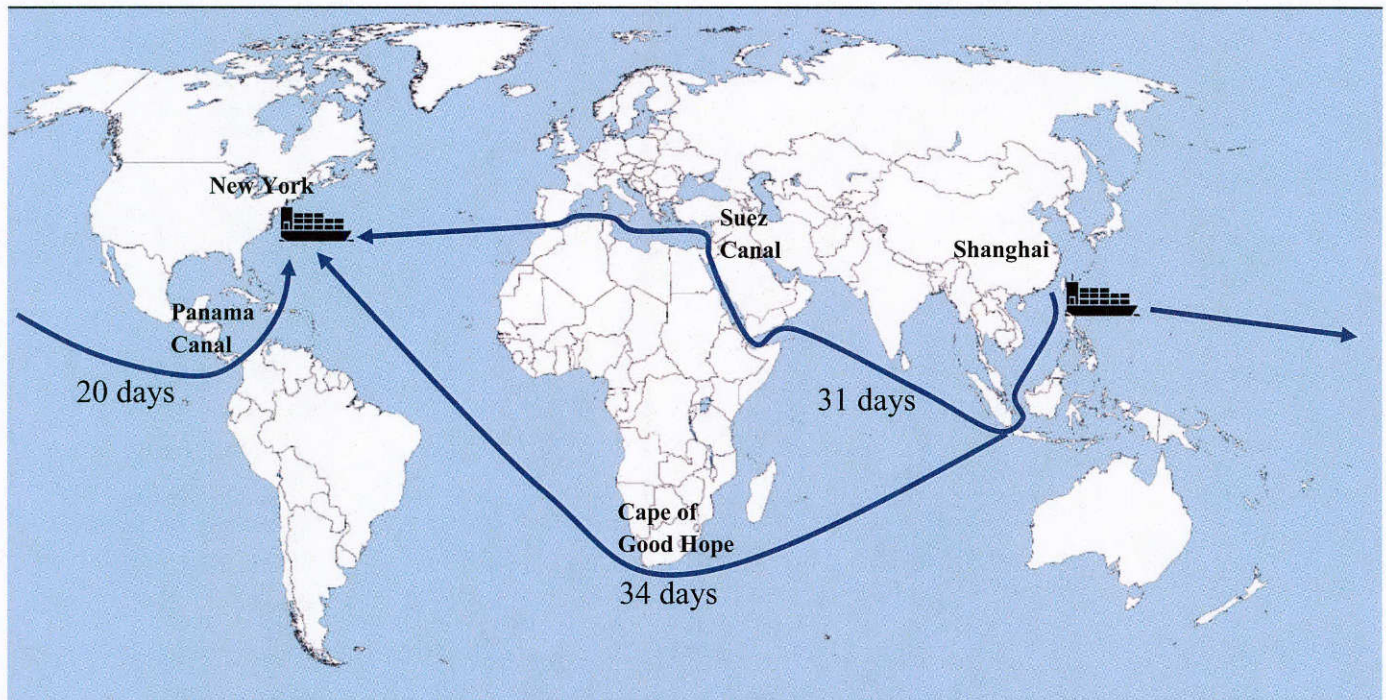 New York
Suez
Canal
Shanghai
Panama
Canal
20 days
31 days
Cape of
Good Hope
34 days